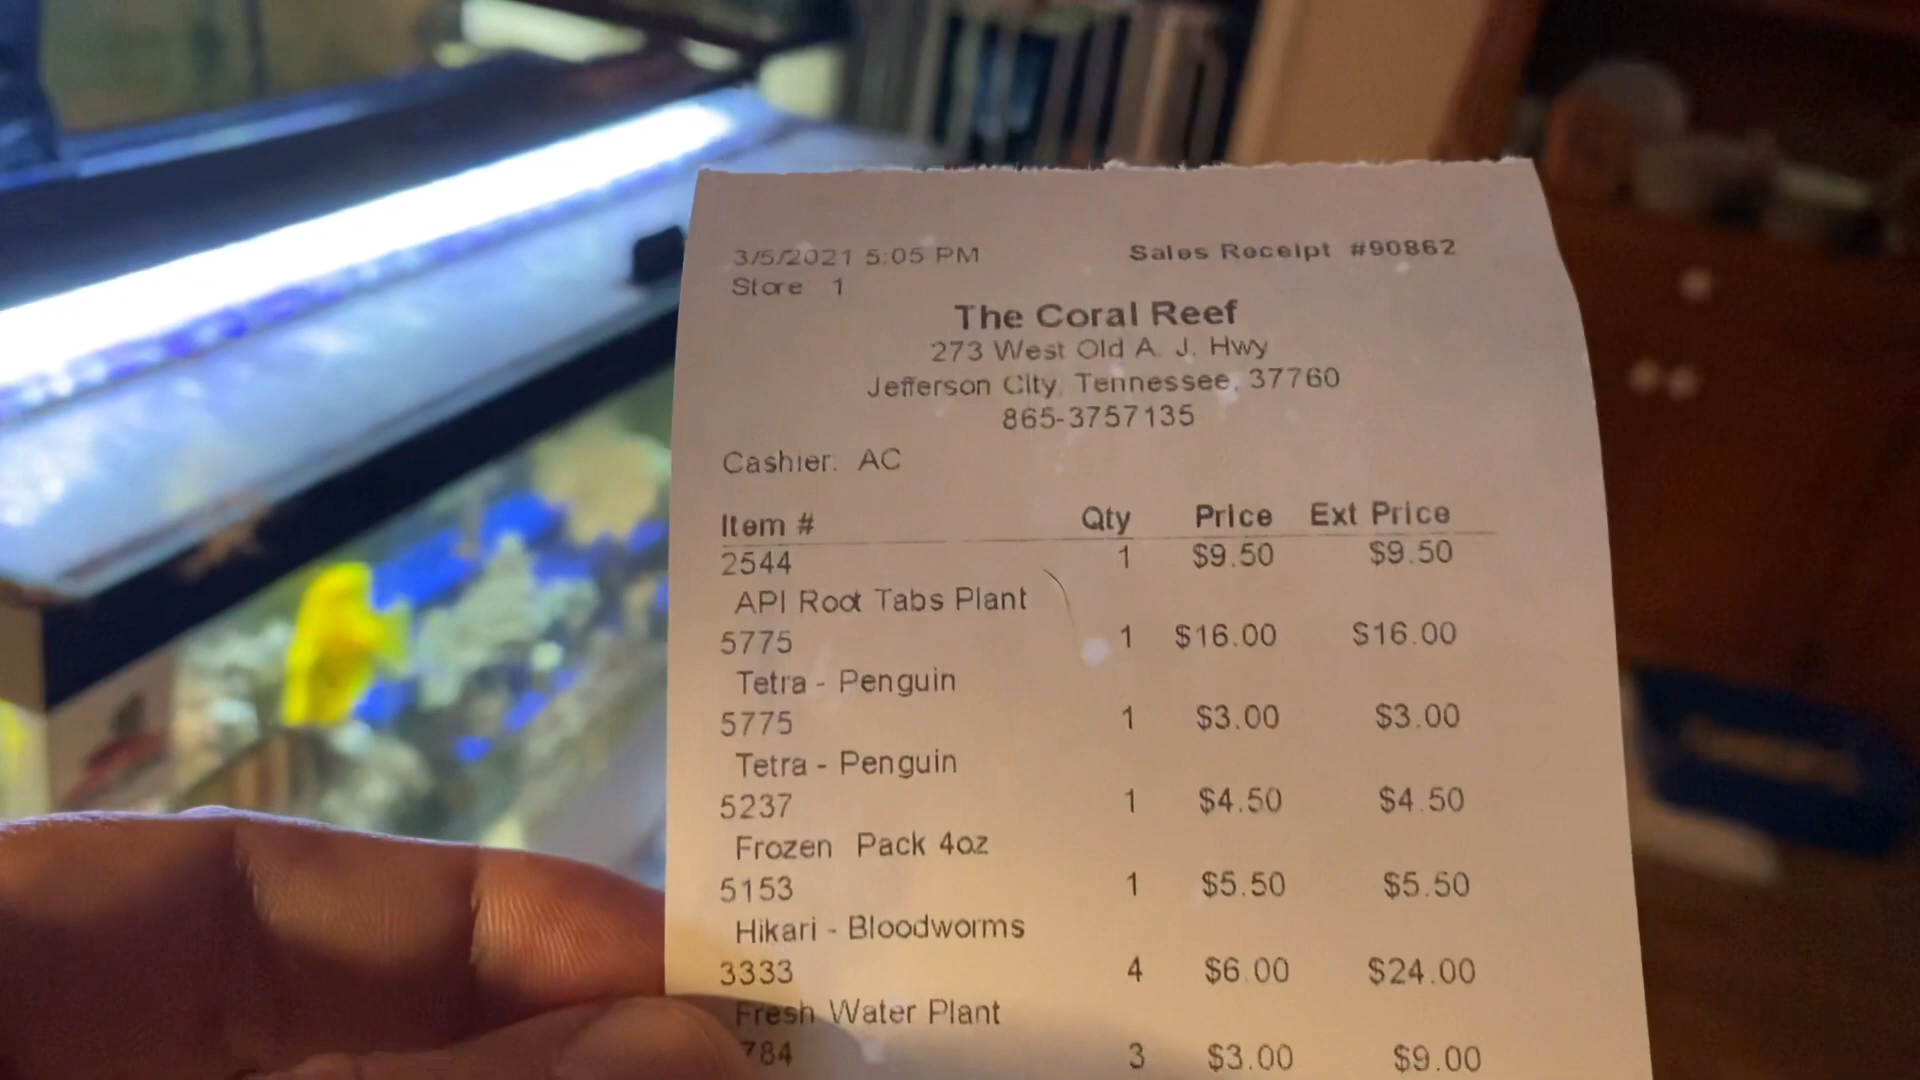 3/5/2021 5:05 PM Sales Receipt #90862
Store 1
The Coral Reef
273 West Old A. J. Hwy
Jefferson City, Tennessee, 37760
865-3757135
Cashier: AC
Item # Qty Price Ext Price
2544 1 $9.50 $9.50
API Root Tabs Plant
5775 1 $16.00 $16.00
Tetra - Penguin
5775 1 $3.00 $3.00
Tetra - Penguin
5237 1 $4.50 $4.50
Frozen Pack 4oz
5153 1 $5.50 $5.50
Hikari - Bloodworms
3333 4 $6.00 $24.00
Fresh Water Plant
784 3 $3.00 $9.00